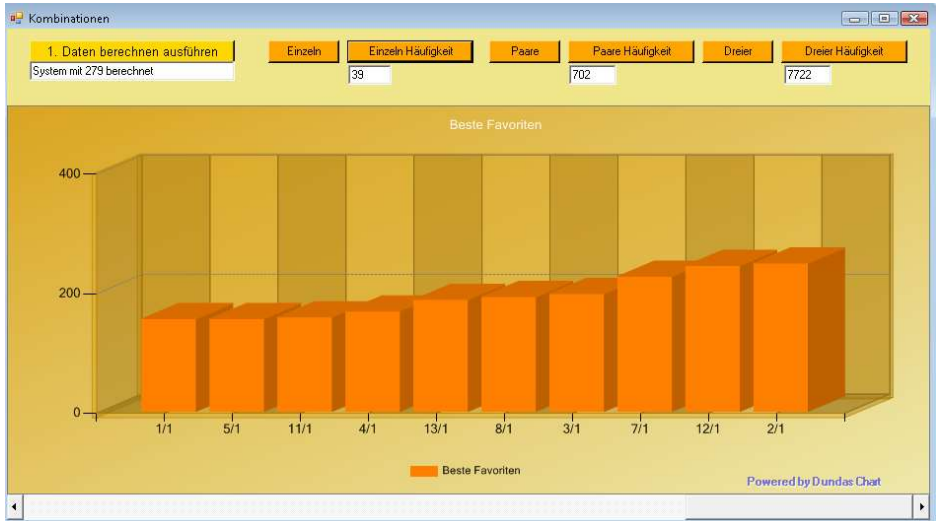 Kombinationen
1. Daten berechnen ausführen
Einzeln
Einzeln Häufigkeit
Paare
Paare Häufigkeit
Dreier
Dreier Häufigkeit
System mit 279 berechnet
39
702
7722
Beste Favoriten
400
200
0
1/1 5/1 11/1 4/1 13/1 8/1 3/1 7/1 12/1 2/1
Beste Favoriten
Powered by Dundas Chart